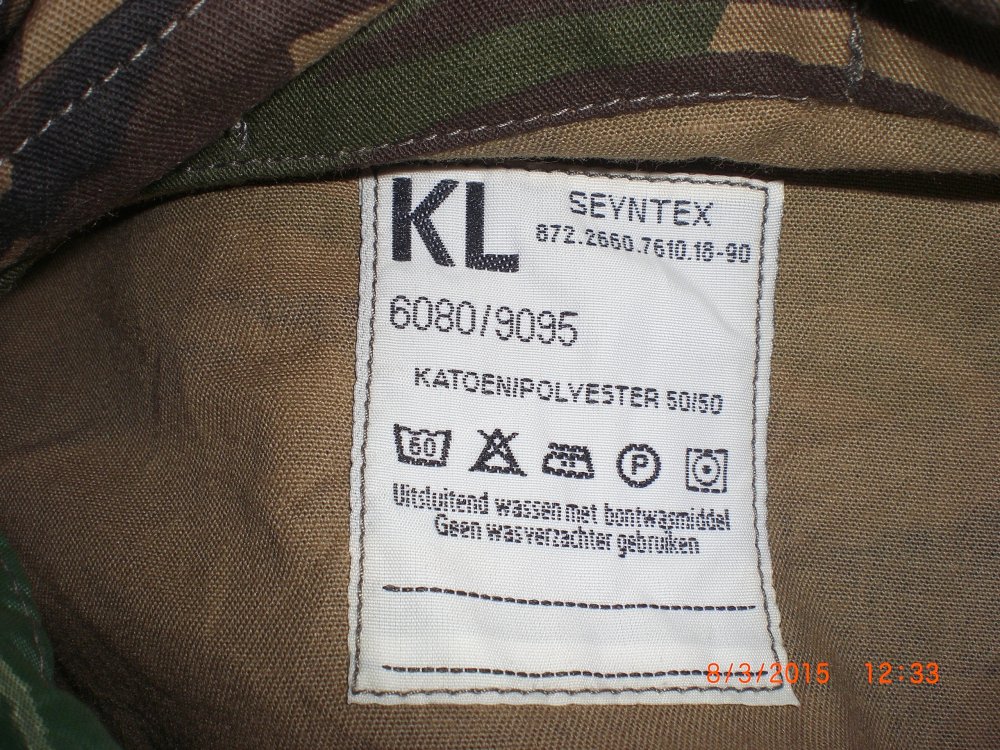 KL
SEYNTEX
872.2660.7610.18-90
6080/9095
KATOEN/POLYESTER 50/50
60
P
Uitsluitend wassen met bontwasmiddel
Geen wasverzachter gebruiken
8/3/2015 12:33